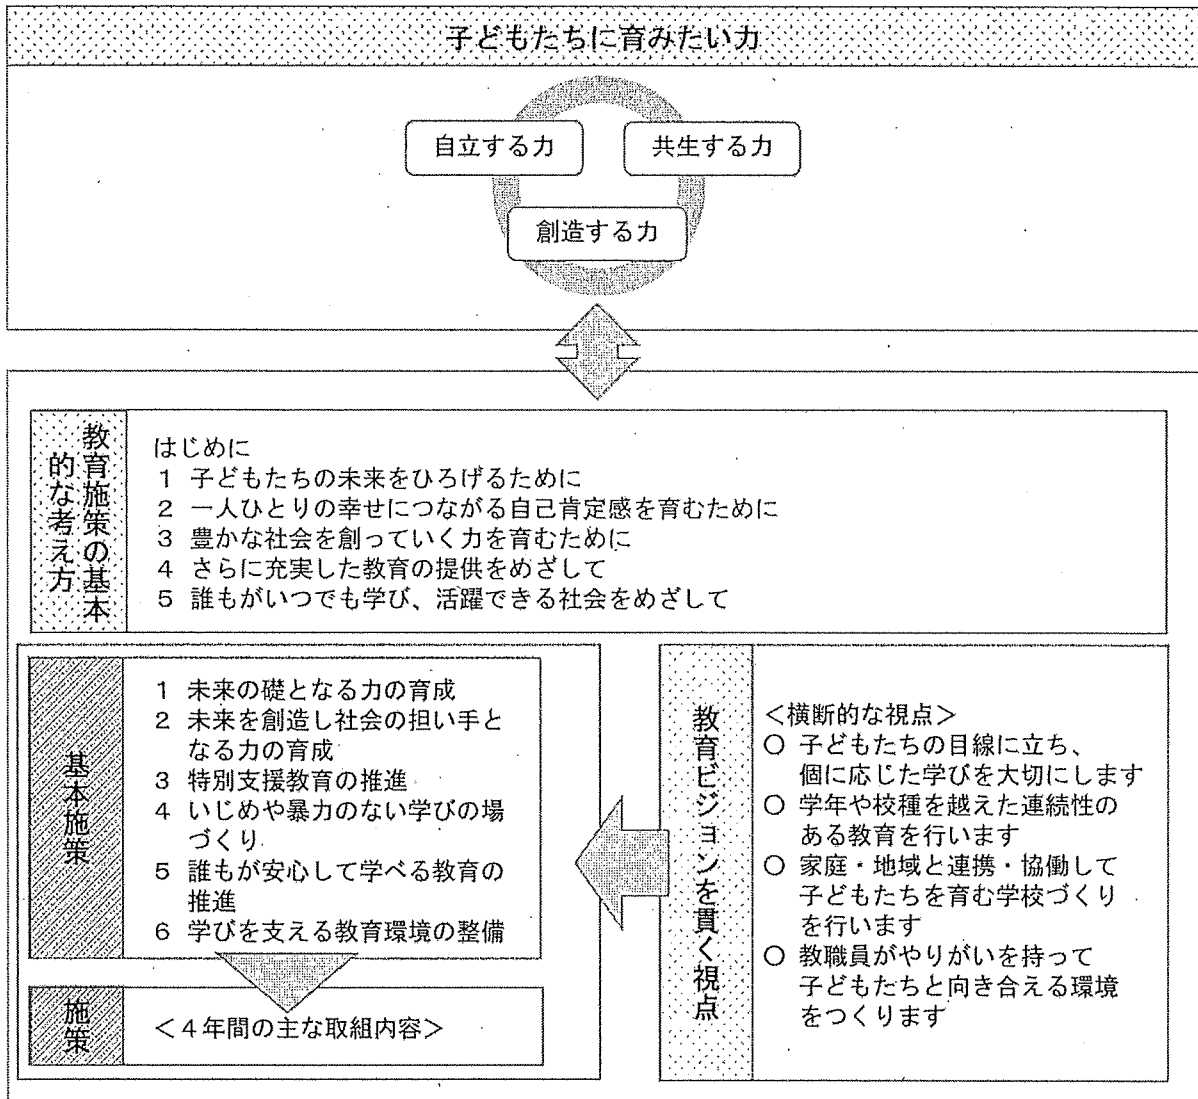 子どもたちに育みたい力
自立する力
共生する力
創造する力
教育施策の基本
的な考え方
はじめに
1 子どもたちの未来をひろげるために
2 一人ひとりの幸せにつながる自己肯定感を育むために
3 豊かな社会を創っていく力を育むために
4 さらに充実した教育の提供をめざして
5 誰もがいつでも学び、活躍できる社会をめざして
基本施策
1 未来の礎となる力の育成
2 未来を創造し社会の担い手と
なる力の育成
3 特別支援教育の推進
4 いじめや暴力のない学びの場
づくり
5 誰もが安心して学べる教育の
推進
6 学びを支える教育環境の整備
施策
<4年間の主な取組内容>
教育ビジョンを貫く視点
<横断的な視点>
○ 子どもたちの目線に立ち、
個に応じた学びを大切にします
○ 学年や校種を越えた連続性の
ある教育を行います
○ 家庭・地域と連携・協働して
子どもたちを育む学校づくり
を行います
○ 教職員がやりがいを持って
子どもたちと向き合える環境
をつくります